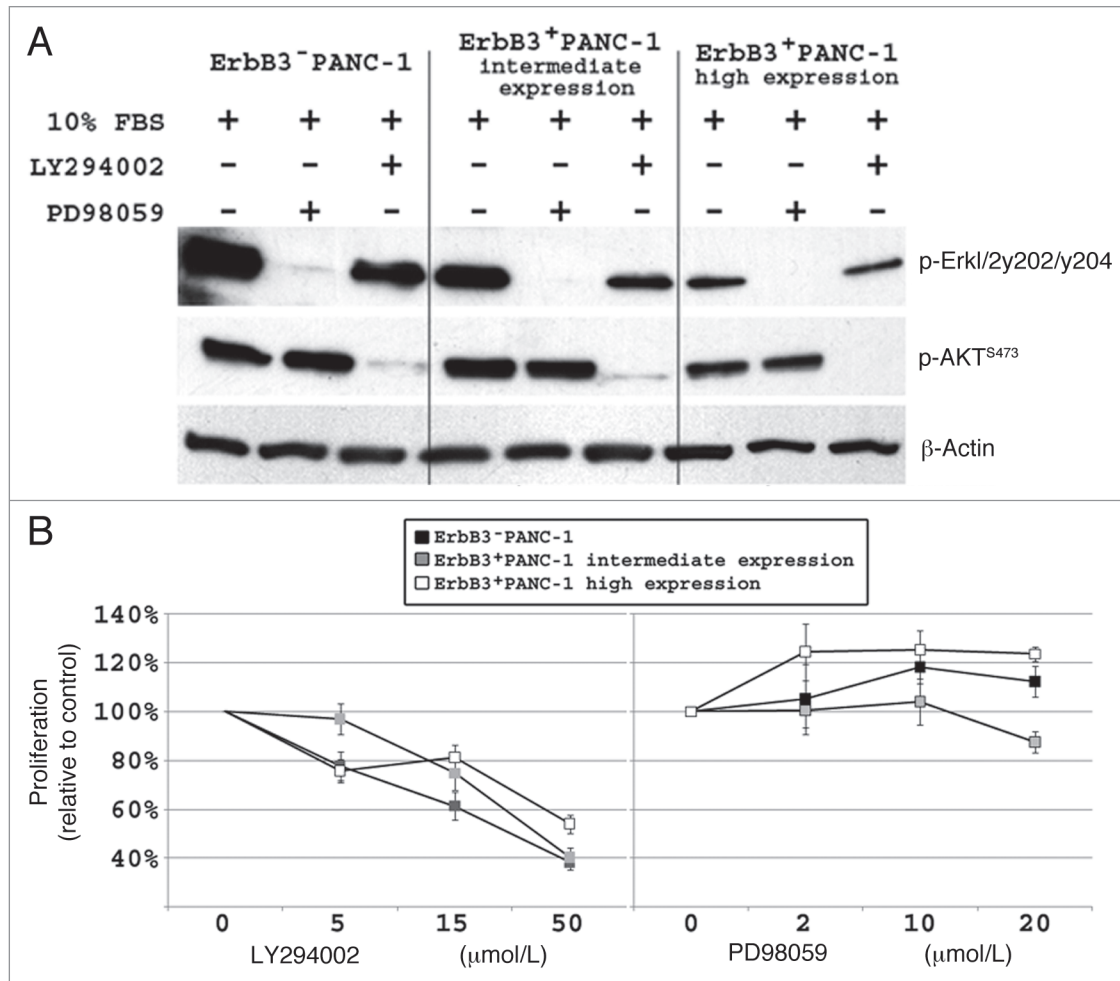 A
ErbB3⁻PANC-1
ErbB3⁺PANC-1
intermediate
expression
ErbB3⁺PANC-1
high expression
10% FBS + + + + + + + + +
LY294002 - - + - - + - - +
PD98059 - + - - + - - + -
p-Erkl/2y202/y204
p-AKTS473
β-Actin
B
ErbB3⁻PANC-1
ErbB3⁺PANC-1 intermediate expression
ErbB3⁺PANC-1 high expression
Proliferation
(relative to control)
140%
120%
100%
80%
60%
40%
0 5 15 50 0 2 10 20
LY294002 (μmol/L) PD98059 (μmol/L)